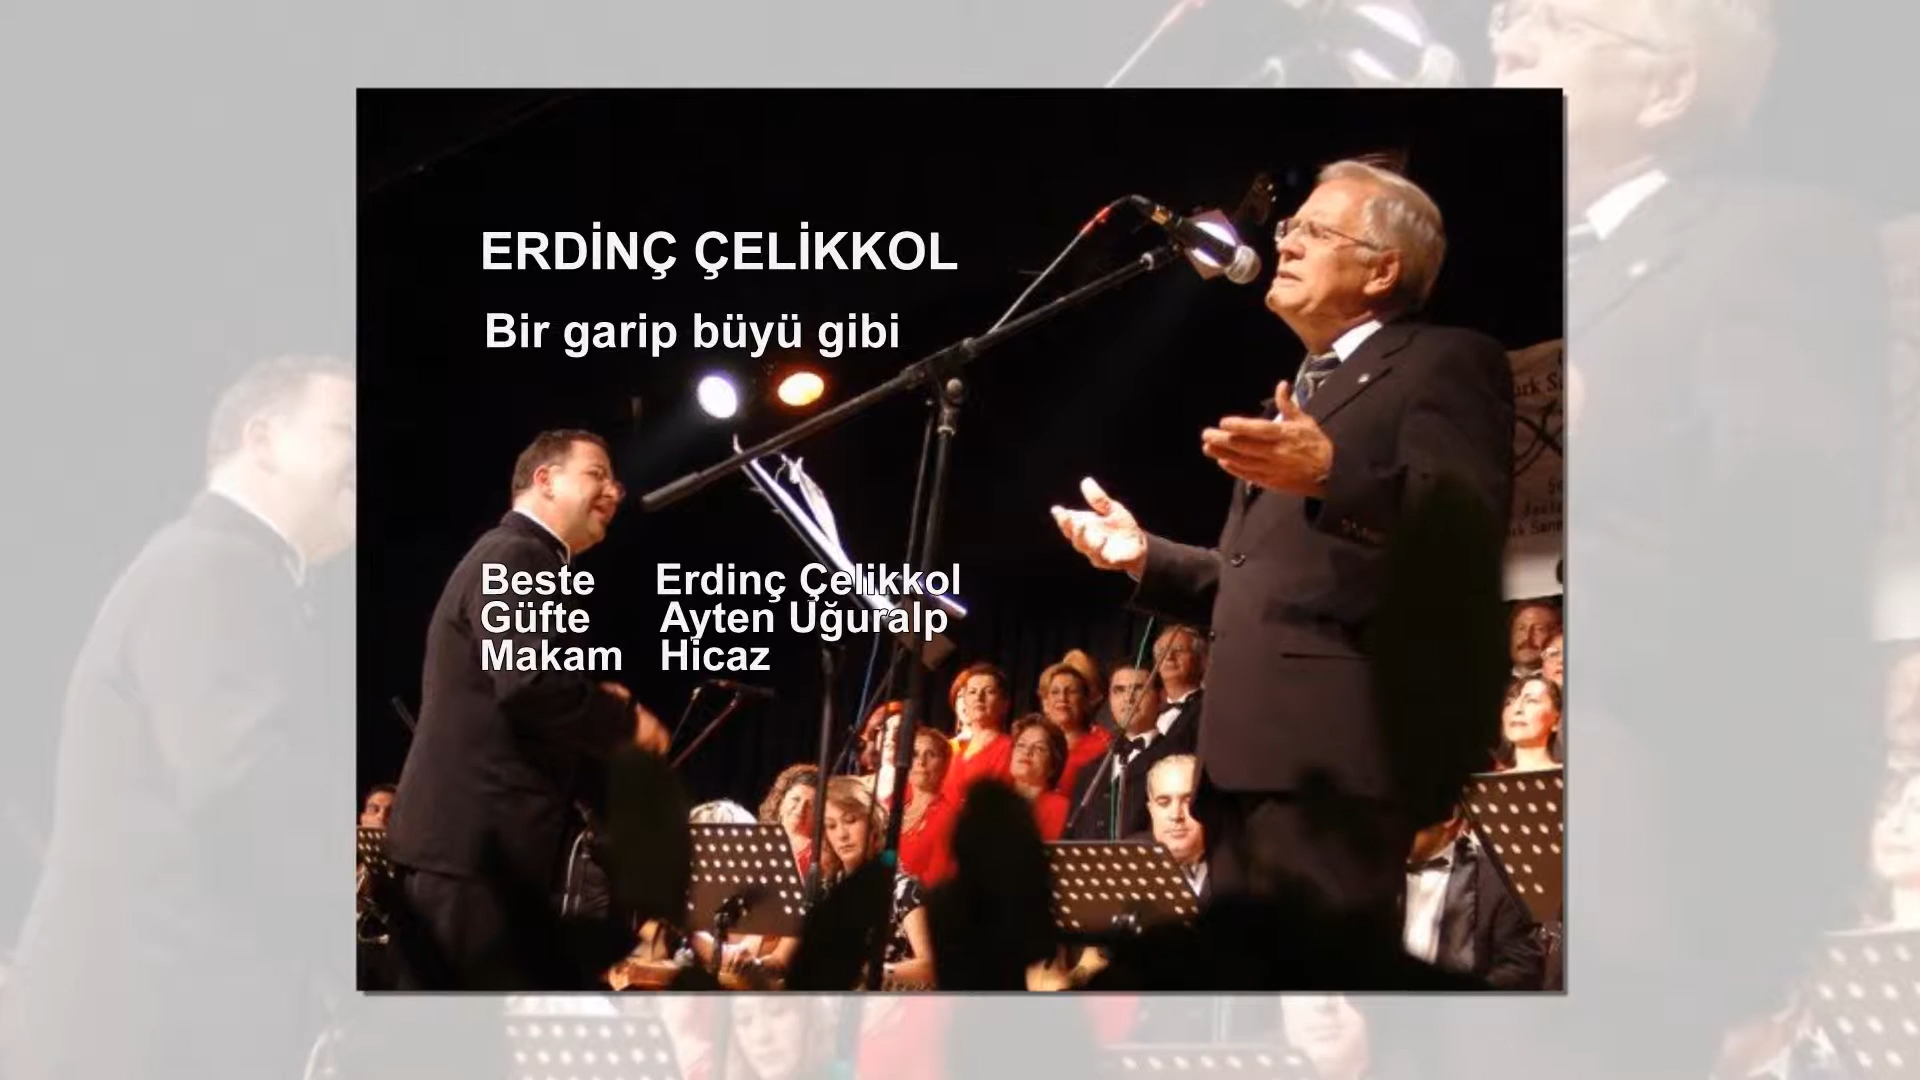 ERDİNÇ ÇELİKKOL
Bir garip büyü gibi
Beste Erdinç Çelikkol
Güfte Ayten Uğuralp
Makam Hicaz